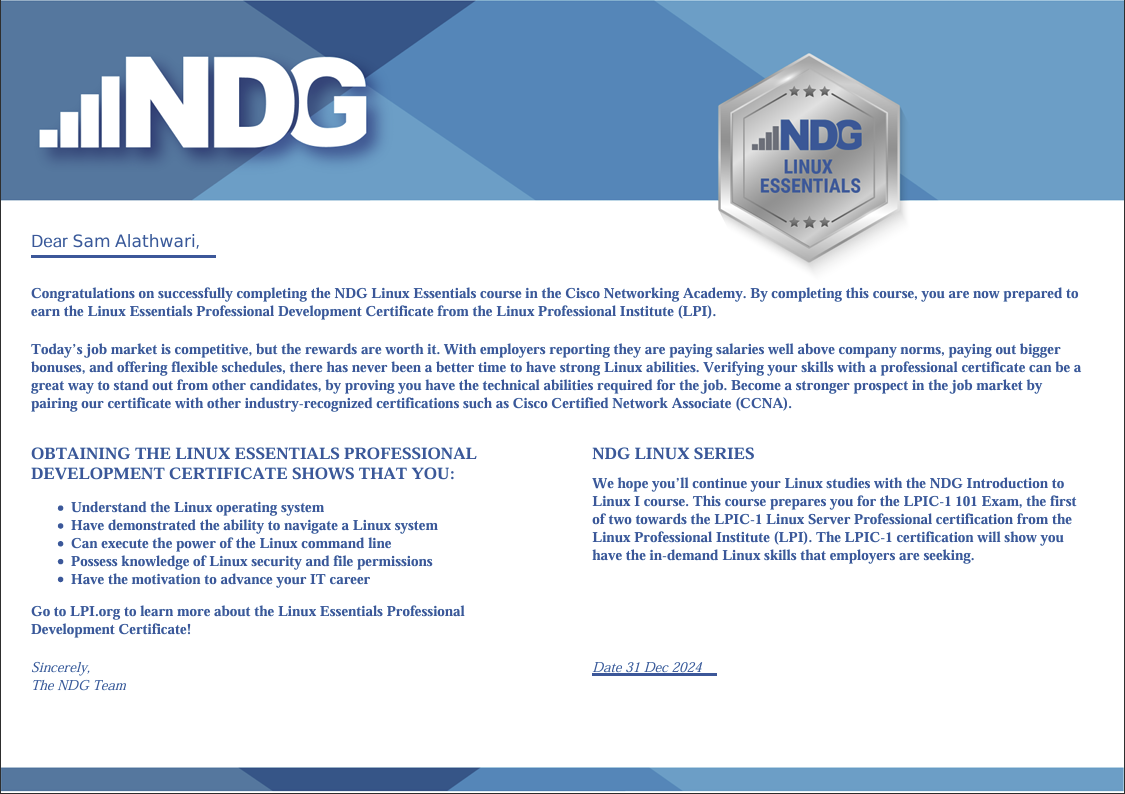 NDG
NDG
LINUX
ESSENTIALS
Dear Sam Alathwari,
Congratulations on successfully completing the NDG Linux Essentials course in the Cisco Networking Academy. By completing this course, you are now prepared to
earn the Linux Essentials Professional Development Certificate from the Linux Professional Institute (LPI).
Today's job market is competitive, but the rewards are worth it. With employers reporting they are paying salaries well above company norms, paying out bigger
bonuses, and offering flexible schedules, there has never been a better time to have strong Linux abilities. Verifying your skills with a professional certificate can be a
great way to stand out from other candidates, by proving you have the technical abilities required for the job. Become a stronger prospect in the job market by
pairing our certificate with other industry-recognized certifications such as Cisco Certified Network Associate (CCNA).
OBTAINING THE LINUX ESSENTIALS PROFESSIONAL
DEVELOPMENT CERTIFICATE SHOWS THAT YOU:
• Understand the Linux operating system
• Have demonstrated the ability to navigate a Linux system
• Can execute the power of the Linux command line
• Possess knowledge of Linux security and file permissions
• Have the motivation to advance your IT career
Go to LPI.org to learn more about the Linux Essentials Professional
Development Certificate!
Sincerely,
The NDG Team
NDG LINUX SERIES
We hope you'll continue your Linux studies with the NDG Introduction to
Linux I course. This course prepares you for the LPIC-1 101 Exam, the first
of two towards the LPIC-1 Linux Server Professional certification from the
Linux Professional Institute (LPI). The LPIC-1 certification will show you
have the in-demand Linux skills that employers are seeking.
Date 31 Dec 2024